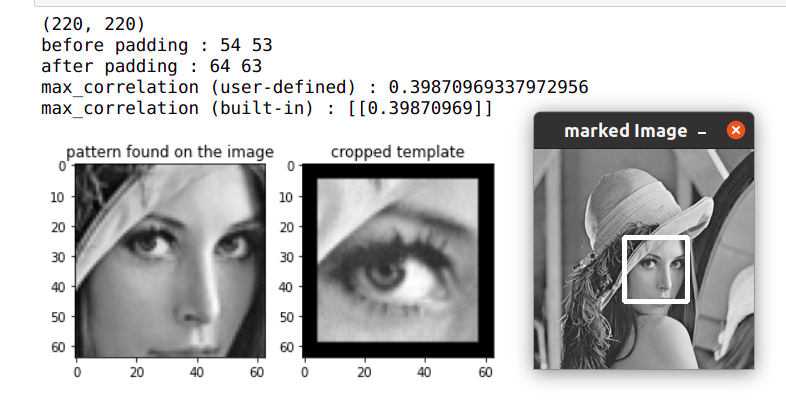 (220, 220)
before padding : 54 53
after padding : 64 63
max_correlation (user-defined) : 0.39870969337972956
max_correlation (built-in) : [[0.39870969]]
marked Image –
pattern found on the image
0
10
20
30
40
50
60
0 20 40 60
cropped template
0
10
20
30
40
50
60
0 20 40 60